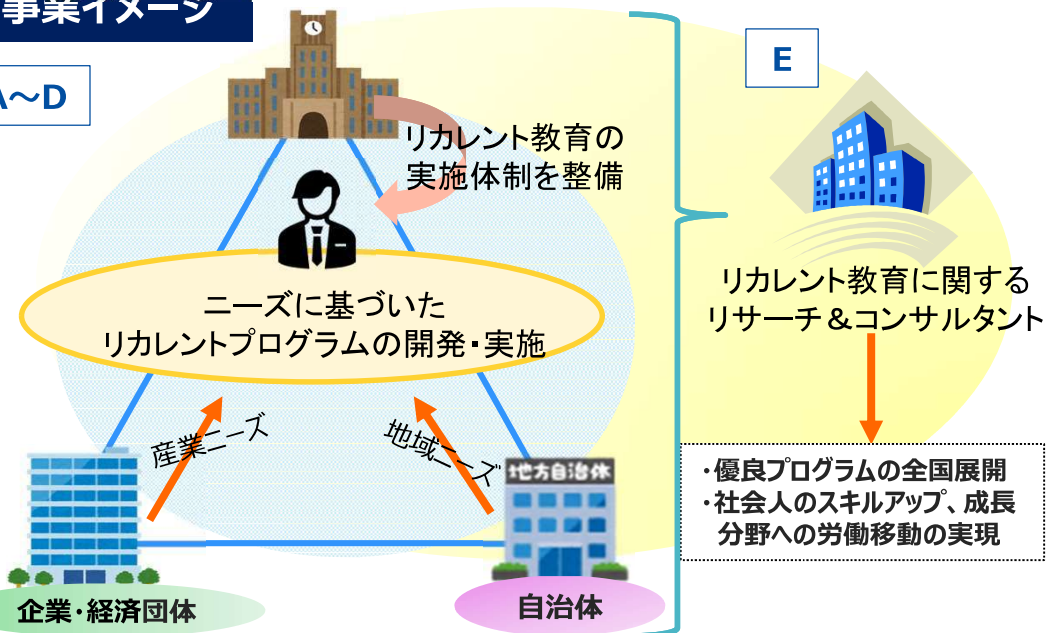 事業イメージ
A～D
E
リカレント教育の
実施体制を整備
ニーズに基づいた
リカレントプログラムの開発・実施
産業ニーズ
地域ニーズ
地方自治体
企業・経済団体
自治体
リカレント教育に関する
リサーチ＆コンサルタント
・優良プログラムの全国展開
・社会人のスキルアップ、成長
分野への労働移動の実現